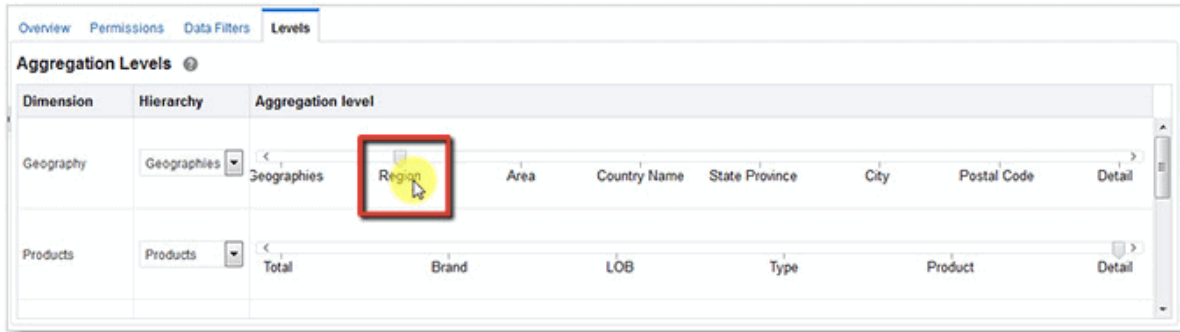 Overview Permissions Data Filters Levels
Aggregation Levels ?
Dimension Hierarchy Aggregation level
Geography Geographies < >
Geographies Region Area Country Name State Province City Postal Code Detail
Products Products < >
Total Brand LOB Type Product Detail